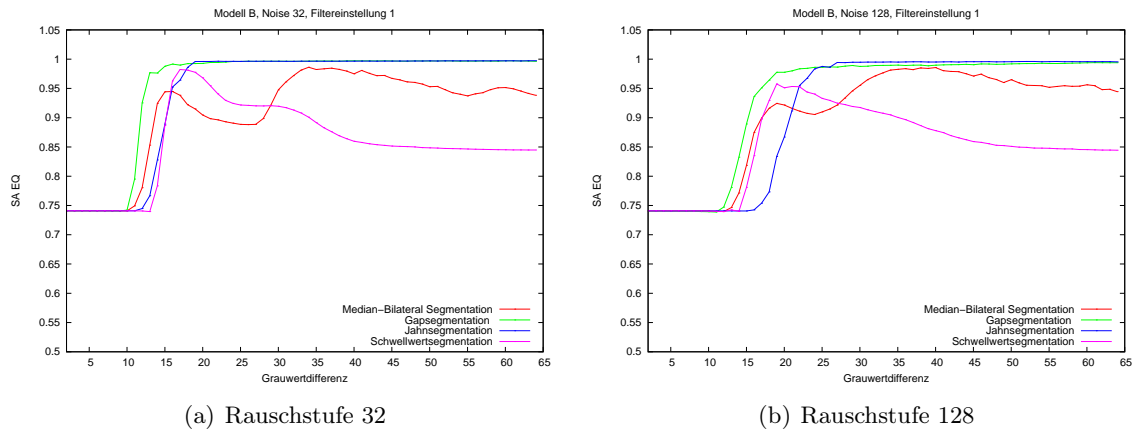 Modell B, Noise 32, Filtereinstellung 1
1.05
1
0.95
0.9
0.85
0.8
0.75
0.7
0.65
0.6
0.55
0.5
SA EQ
Median−Bilateral Segmentation
Gapsegmentation
Jahnsegmentation
Schwellwertsegmentation
5 10 15 20 25 30 35 40 45 50 55 60 65
Grauwertdifferenz
(a) Rauschstufe 32
Modell B, Noise 128, Filtereinstellung 1
1.05
1
0.95
0.9
0.85
0.8
0.75
0.7
0.65
0.6
0.55
0.5
SA EQ
Median−Bilateral Segmentation
Gapsegmentation
Jahnsegmentation
Schwellwertsegmentation
5 10 15 20 25 30 35 40 45 50 55 60 65
Grauwertdifferenz
(b) Rauschstufe 128